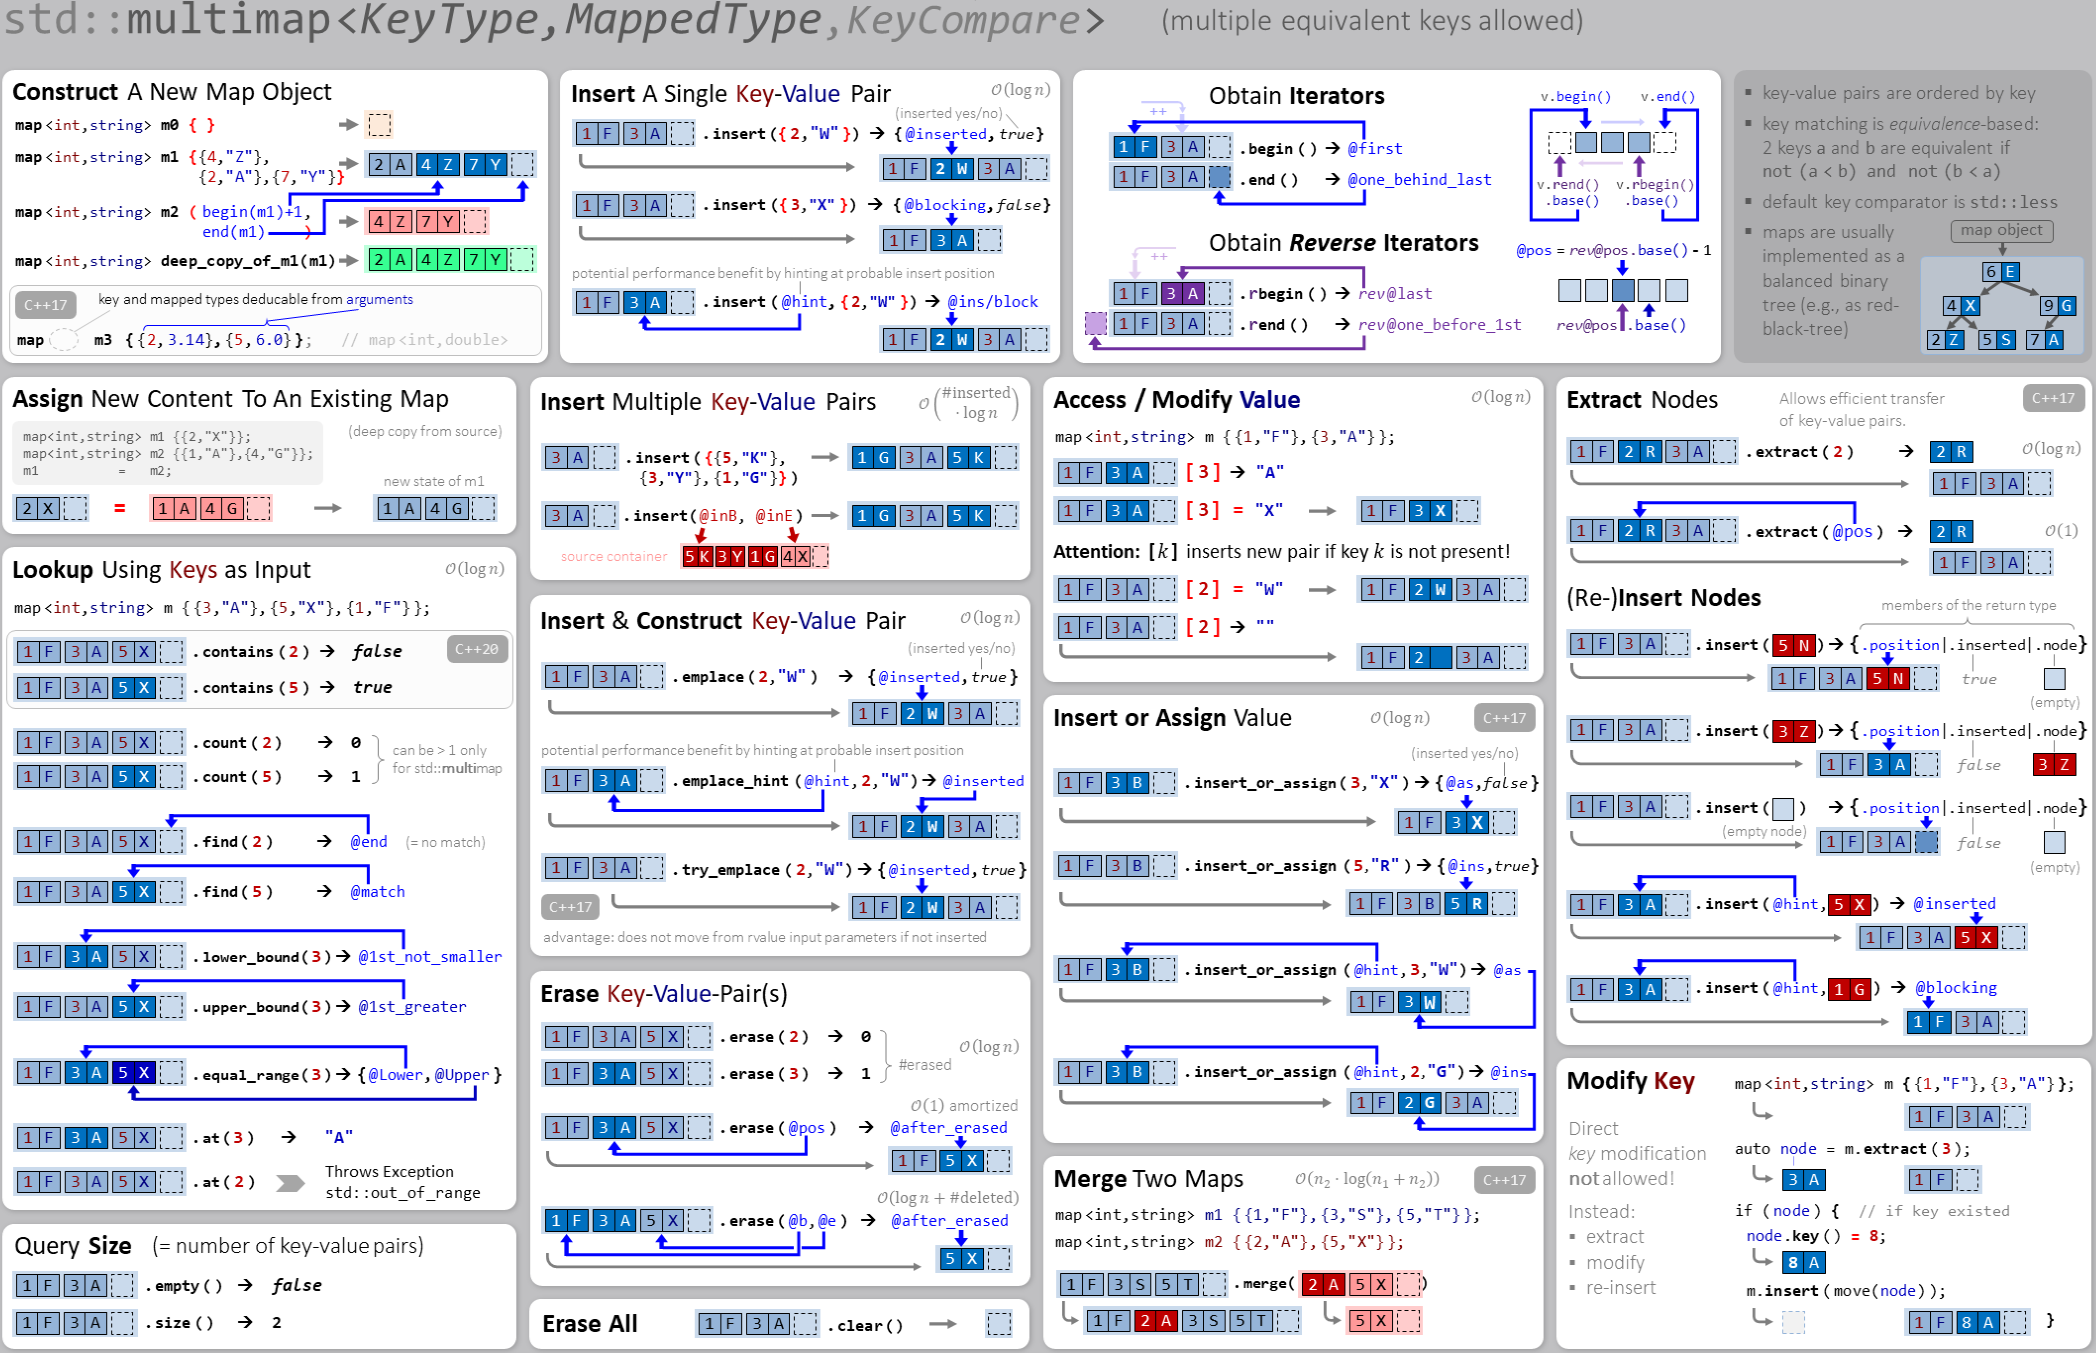 std::multimap<KeyType,MappedType,KeyCompare> (multiple equivalent keys allowed)
Construct A New Map Object
map<int,string> m0 { }
map<int,string> m1 {{4,"Z"},
{2,"A"},{7,"Y"}}
2 A 4 Z 7 Y
map<int,string> m2 ( begin(m1)+1,
end(m1) )
4 Z 7 Y
map<int,string> deep_copy_of_m1(m1)
2 A 4 Z 7 Y
C++17 key and mapped types deducable from arguments
map m3 {{2,3.14},{5,6.0}}; // map<int,double>
Insert A Single Key-Value Pair O(log n)
(inserted yes/no)
1 F 3 A .insert({2,"W"}) → {@inserted,true}
1 F 2 W 3 A
1 F 3 A .insert({3,"X"}) → {@blocking,false}
1 F 3 A
potential performance benefit by hinting at probable insert position
1 F 3 A .insert(@hint,{2,"W"}) → @ins/block
1 F 2 W 3 A
Obtain Iterators
++
1 F 3 A .begin() → @first
1 F 3 A .end() → @one_behind_last
Obtain Reverse Iterators
++
1 F 3 A .rbegin() → rev@last
1 F 3 A .rend() → rev@one_before_1st
v.begin() v.end()
v.rend() v.rbegin()
.base() .base()
@pos = rev@pos.base() - 1
rev@pos .base()
▪ key-value pairs are ordered by key
▪ key matching is equivalence-based:
2 keys a and b are equivalent if
not (a < b) and not (b < a)
▪ default key comparator is std::less
▪ maps are usually
implemented as a
balanced binary
tree (e.g., as red-
black-tree)
map object
6 E
4 X 9 G
2 Z 5 S 7 A
Assign New Content To An Existing Map
map<int,string> m1 {{2,"X"}};
map<int,string> m2 {{1,"A"},{4,"G"}};
m1 = m2;
(deep copy from source)
new state of m1
2 X = 1 A 4 G 1 A 4 G
Lookup Using Keys as Input O(log n)
map<int,string> m {{3,"A"},{5,"X"},{1,"F"}};
1 F 3 A 5 X .contains(2) → false C++20
1 F 3 A 5 X .contains(5) → true
1 F 3 A 5 X .count(2) → 0
1 F 3 A 5 X .count(5) → 1
can be > 1 only
for std::multimap
1 F 3 A 5 X .find(2) → @end (= no match)
1 F 3 A 5 X .find(5) → @match
1 F 3 A 5 X .lower_bound(3) → @1st_not_smaller
1 F 3 A 5 X .upper_bound(3) → @1st_greater
1 F 3 A 5 X .equal_range(3) → {@Lower,@Upper}
1 F 3 A 5 X .at(3) → "A"
1 F 3 A 5 X .at(2) Throws Exception
std::out_of_range
Query Size (= number of key-value pairs)
1 F 3 A .empty() → false
1 F 3 A .size() → 2
Insert Multiple Key-Value Pairs O(#inserted · log n)
3 A .insert({{5,"K"},
{3,"Y"},{1,"G"}})
1 G 3 A 5 K
3 A .insert(@inB, @inE) 1 G 3 A 5 K
source container 5 K 3 Y 1 G 4 X
Insert & Construct Key-Value Pair O(log n)
(inserted yes/no)
1 F 3 A .emplace(2,"W") → {@inserted,true}
1 F 2 W 3 A
potential performance benefit by hinting at probable insert position
1 F 3 A .emplace_hint(@hint,2,"W") → @inserted
1 F 2 W 3 A
1 F 3 A .try_emplace(2,"W") → {@inserted,true}
C++17 1 F 2 W 3 A
advantage: does not move from rvalue input parameters if not inserted
Erase Key-Value-Pair(s)
1 F 3 A 5 X .erase(2) → 0
1 F 3 A 5 X .erase(3) → 1
#erased O(log n)
O(1) amortized
1 F 3 A 5 X .erase(@pos) → @after_erased
1 F 5 X
O(log n + #deleted)
1 F 3 A 5 X .erase(@b,@e) → @after_erased
5 X
Erase All 1 F 3 A .clear()
Access / Modify Value O(log n)
map<int,string> m {{1,"F"},{3,"A"}};
1 F 3 A [3] → "A"
1 F 3 A [3] = "X" 1 F 3 X
Attention: [k] inserts new pair if key k is not present!
1 F 3 A [2] = "W" 1 F 2 W 3 A
1 F 3 A [2] → ""
1 F 2 3 A
Insert or Assign Value O(log n) C++17
(inserted yes/no)
1 F 3 B .insert_or_assign(3,"X") → {@as,false}
1 F 3 X
1 F 3 B .insert_or_assign(5,"R") → {@ins,true}
1 F 3 B 5 R
1 F 3 B .insert_or_assign(@hint,3,"W") → @as
1 F 3 W
1 F 3 B .insert_or_assign(@hint,2,"G") → @ins
1 F 2 G 3 A
Merge Two Maps O(n2 · log(n1 + n2)) C++17
map<int,string> m1 {{1,"F"},{3,"S"},{5,"T"}};
map<int,string> m2 {{2,"A"},{5,"X"}};
1 F 3 S 5 T .merge( 2 A 5 X )
1 F 2 A 3 S 5 T 5 X
Extract Nodes Allows efficient transfer
of key-value pairs.
C++17
1 F 2 R 3 A .extract(2) → 2 R O(log n)
1 F 3 A
1 F 2 R 3 A .extract(@pos) → 2 R O(1)
1 F 3 A
(Re-)Insert Nodes members of the return type
1 F 3 A .insert( 5 N ) → {.position|.inserted|.node}
1 F 3 A 5 N true
(empty)
1 F 3 A .insert( 3 Z ) → {.position|.inserted|.node}
1 F 3 A false 3 Z
1 F 3 A .insert( ) → {.position|.inserted|.node}
(empty node) 1 F 3 A false
(empty)
1 F 3 A .insert(@hint, 5 X ) → @inserted
1 F 3 A 5 X
1 F 3 A .insert(@hint, 1 G ) → @blocking
1 F 3 A
Modify Key
Direct
key modification
not allowed!
Instead:
▪ extract
▪ modify
▪ re-insert
map<int,string> m {{1,"F"},{3,"A"}};
1 F 3 A
auto node = m.extract(3);
3 A 1 F
if (node) { // if key existed
node.key() = 8;
8 A
m.insert(move(node));
1 F 8 A }